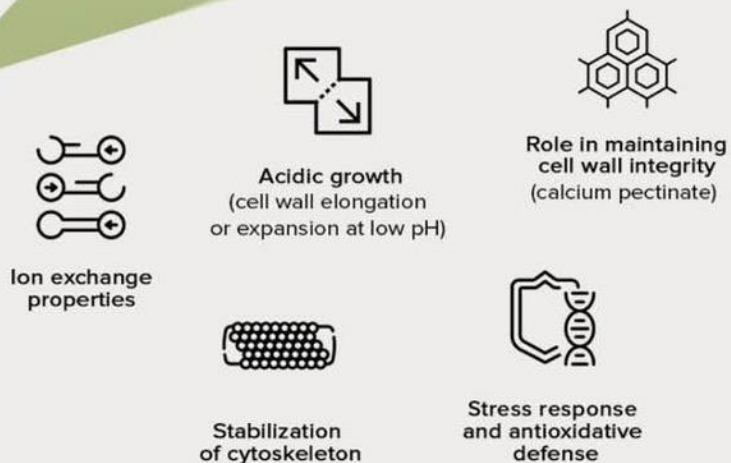 Acidic growth
(cell wall elongation
or expansion at low pH)
Role in maintaining
cell wall integrity
(calcium pectinate)
Ion exchange
properties
Stabilization
of cytoskeleton
Stress response
and antioxidative
defense